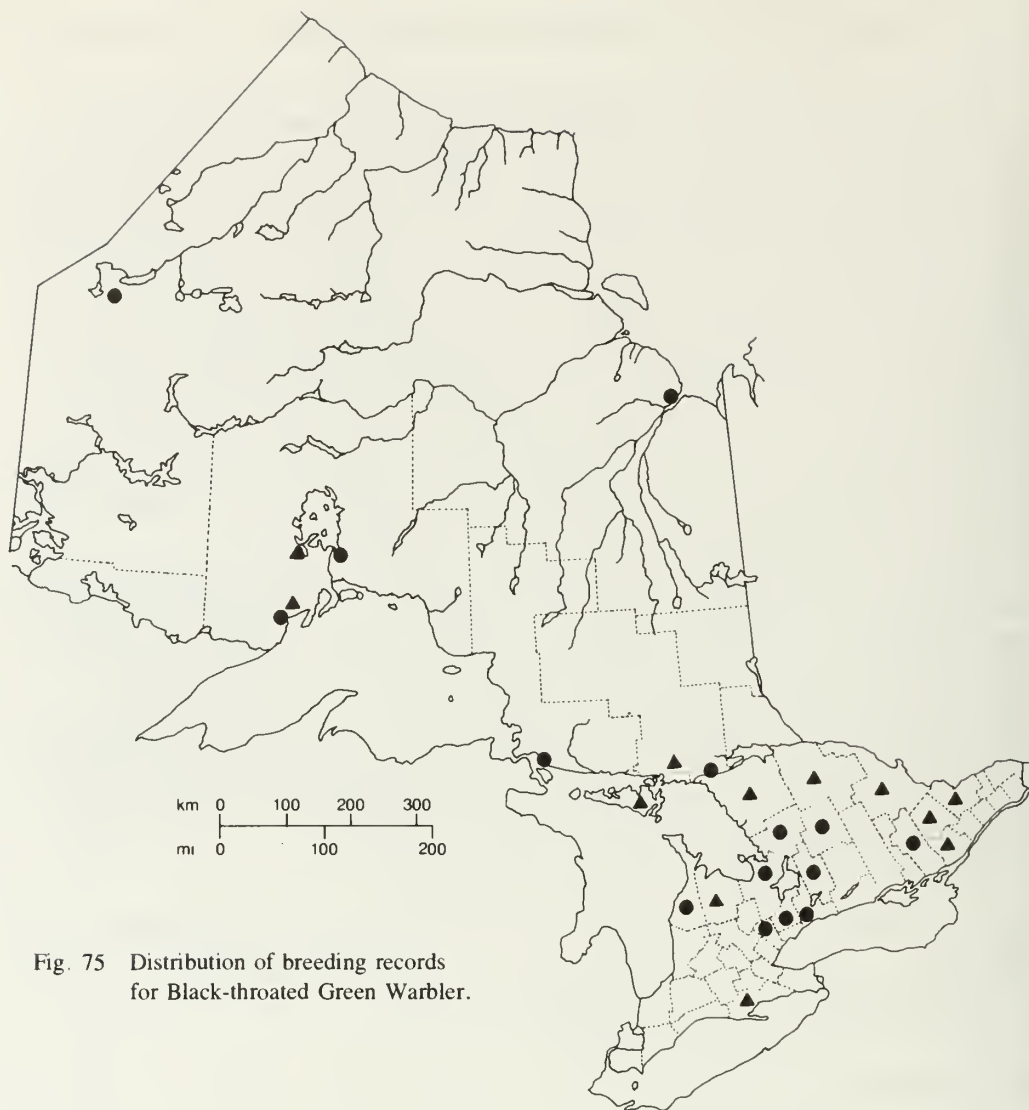 km 0 100 200 300
mi 0 100 200
Fig. 75 Distribution of breeding records
for Black-throated Green Warbler.